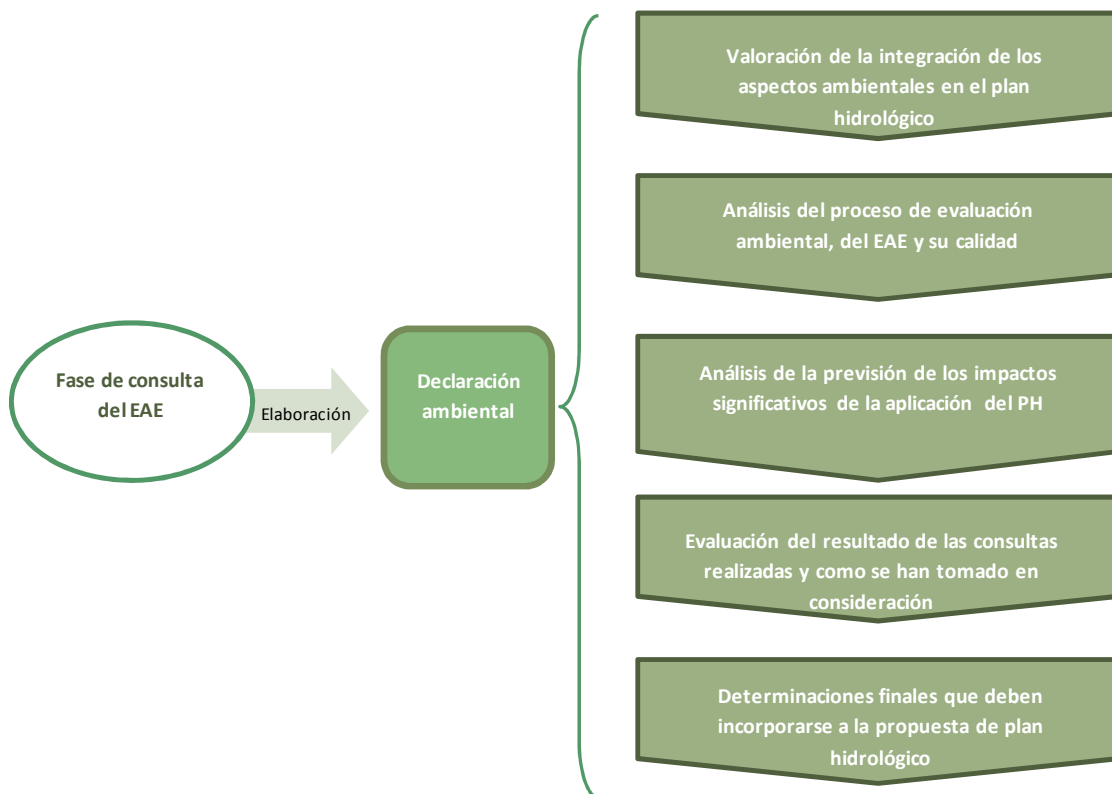 Fase de consulta
del EAE
Elaboración
Declaración
ambiental
Valoración de la integración de los
aspectos ambientales en el plan
hidrológico
Análisis del proceso de evaluación
ambiental, del EAE y su calidad
Análisis de la previsión de los impactos
significativos de la aplicación del PH
Evaluación del resultado de las consultas
realizadas y como se han tomado en
consideración
Determinaciones finales que deben
incorporarse a la propuesta de plan
hidrológico